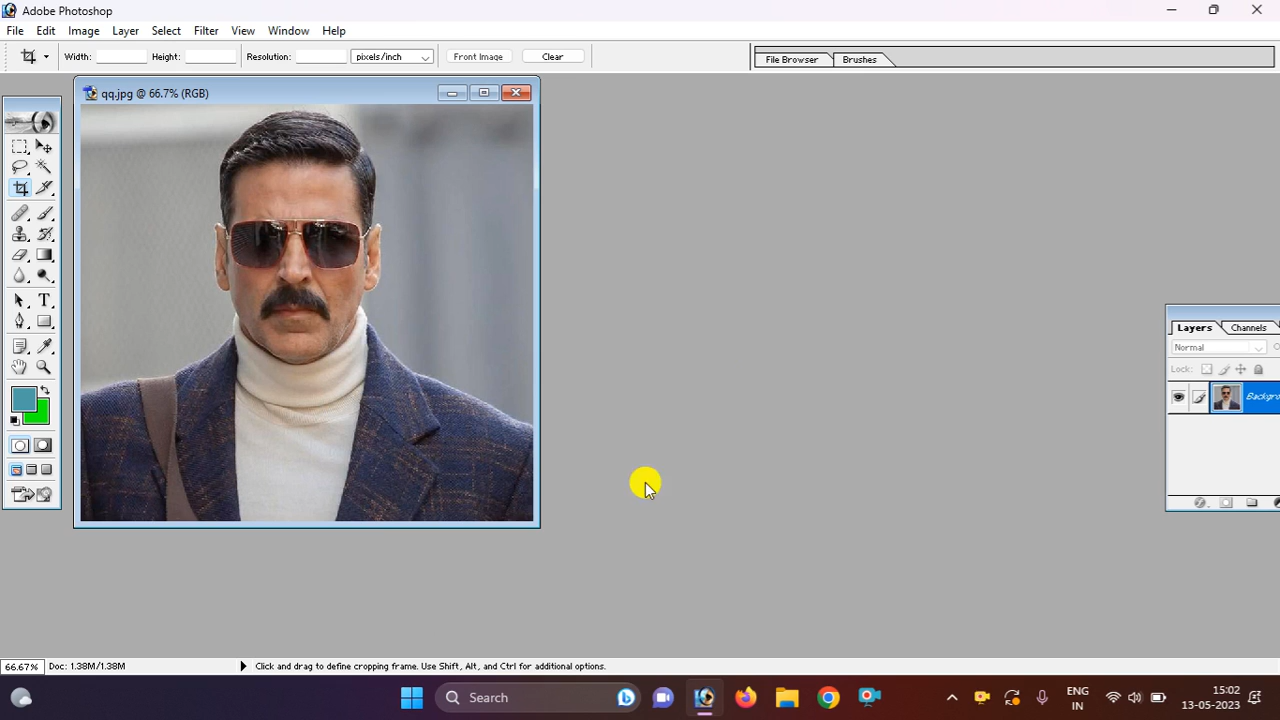 Adobe Photoshop
File Edit Image Layer Select Filter View Window Help
Width: Height: Resolution: pixels/inch Front Image Clear File Browser Brushes
qq.jpg @ 66.7% (RGB)
Layers Channels
Normal
Lock:
66.67% Doc: 1.38M/1.38M Click and drag to define cropping frame. Use Shift, Alt, and Ctrl for additional options.
Search
ENG
IN
15:02
13-05-2023